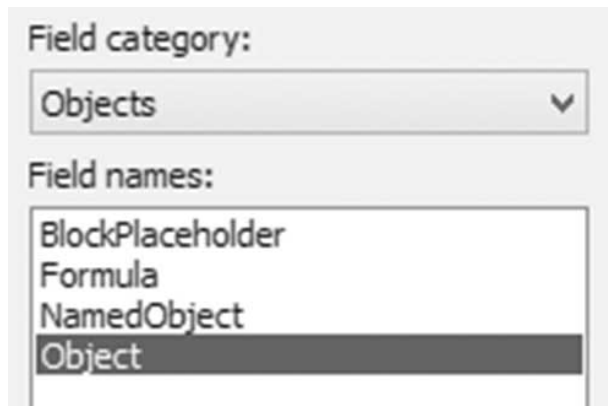 Field category:
Objects
Field names:
BlockPlaceholder
Formula
NamedObject
Object